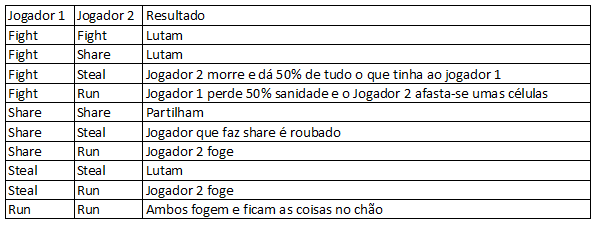 Jogador 1 Jogador 2 Resultado
Fight Fight Lutam
Fight Share Lutam
Fight Steal Jogador 2 morre e dá 50% de tudo o que tinha ao jogador 1
Fight Run Jogador 1 perde 50% sanidade e o Jogador 2 afasta-se umas células
Share Share Partilham
Share Steal Jogador que faz share é roubado
Share Run Jogador 2 foge
Steal Steal Lutam
Steal Run Jogador 2 foge
Run Run Ambos fogem e ficam as coisas no chão